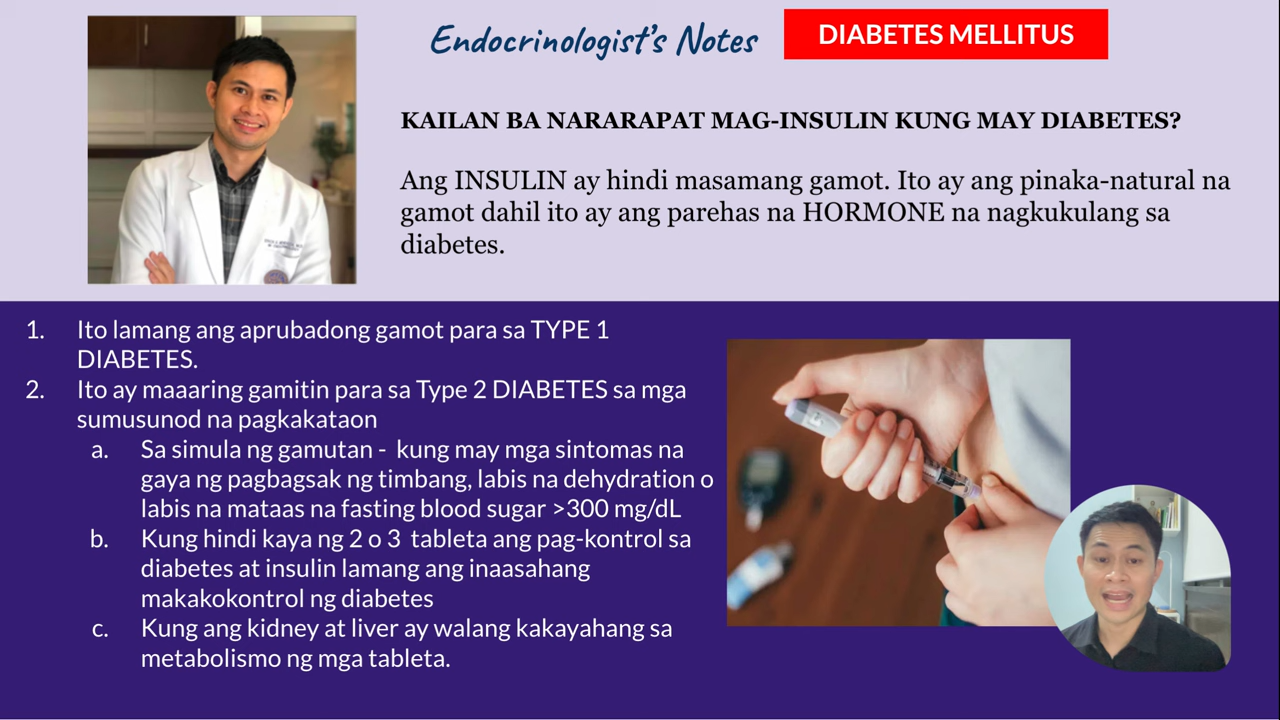 Endocrinologist's Notes
DIABETES MELLITUS
KAILAN BA NARARAPAT MAG-INSULIN KUNG MAY DIABETES?
Ang INSULIN ay hindi masamang gamot. Ito ay ang pinaka-natural na
gamot dahil ito ay ang parehas na HORMONE na nagkukulang sa
diabetes.
1. Ito lamang ang aprubadong gamot para sa TYPE 1
DIABETES.
2. Ito ay maaaring gamitin para sa Type 2 DIABETES sa mga
sumusunod na pagkakataon
a. Sa simula ng gamutan - kung may mga sintomas na
gaya ng pagbagsak ng timbang, labis na dehydration o
labis na mataas na fasting blood sugar >300 mg/dL
b. Kung hindi kaya ng 2 o 3 tableta ang pag-kontrol sa
diabetes at insulin lamang ang inaasahang
makakokontrol ng diabetes
c. Kung ang kidney at liver ay walang kakayahang sa
metabolismo ng mga tableta.